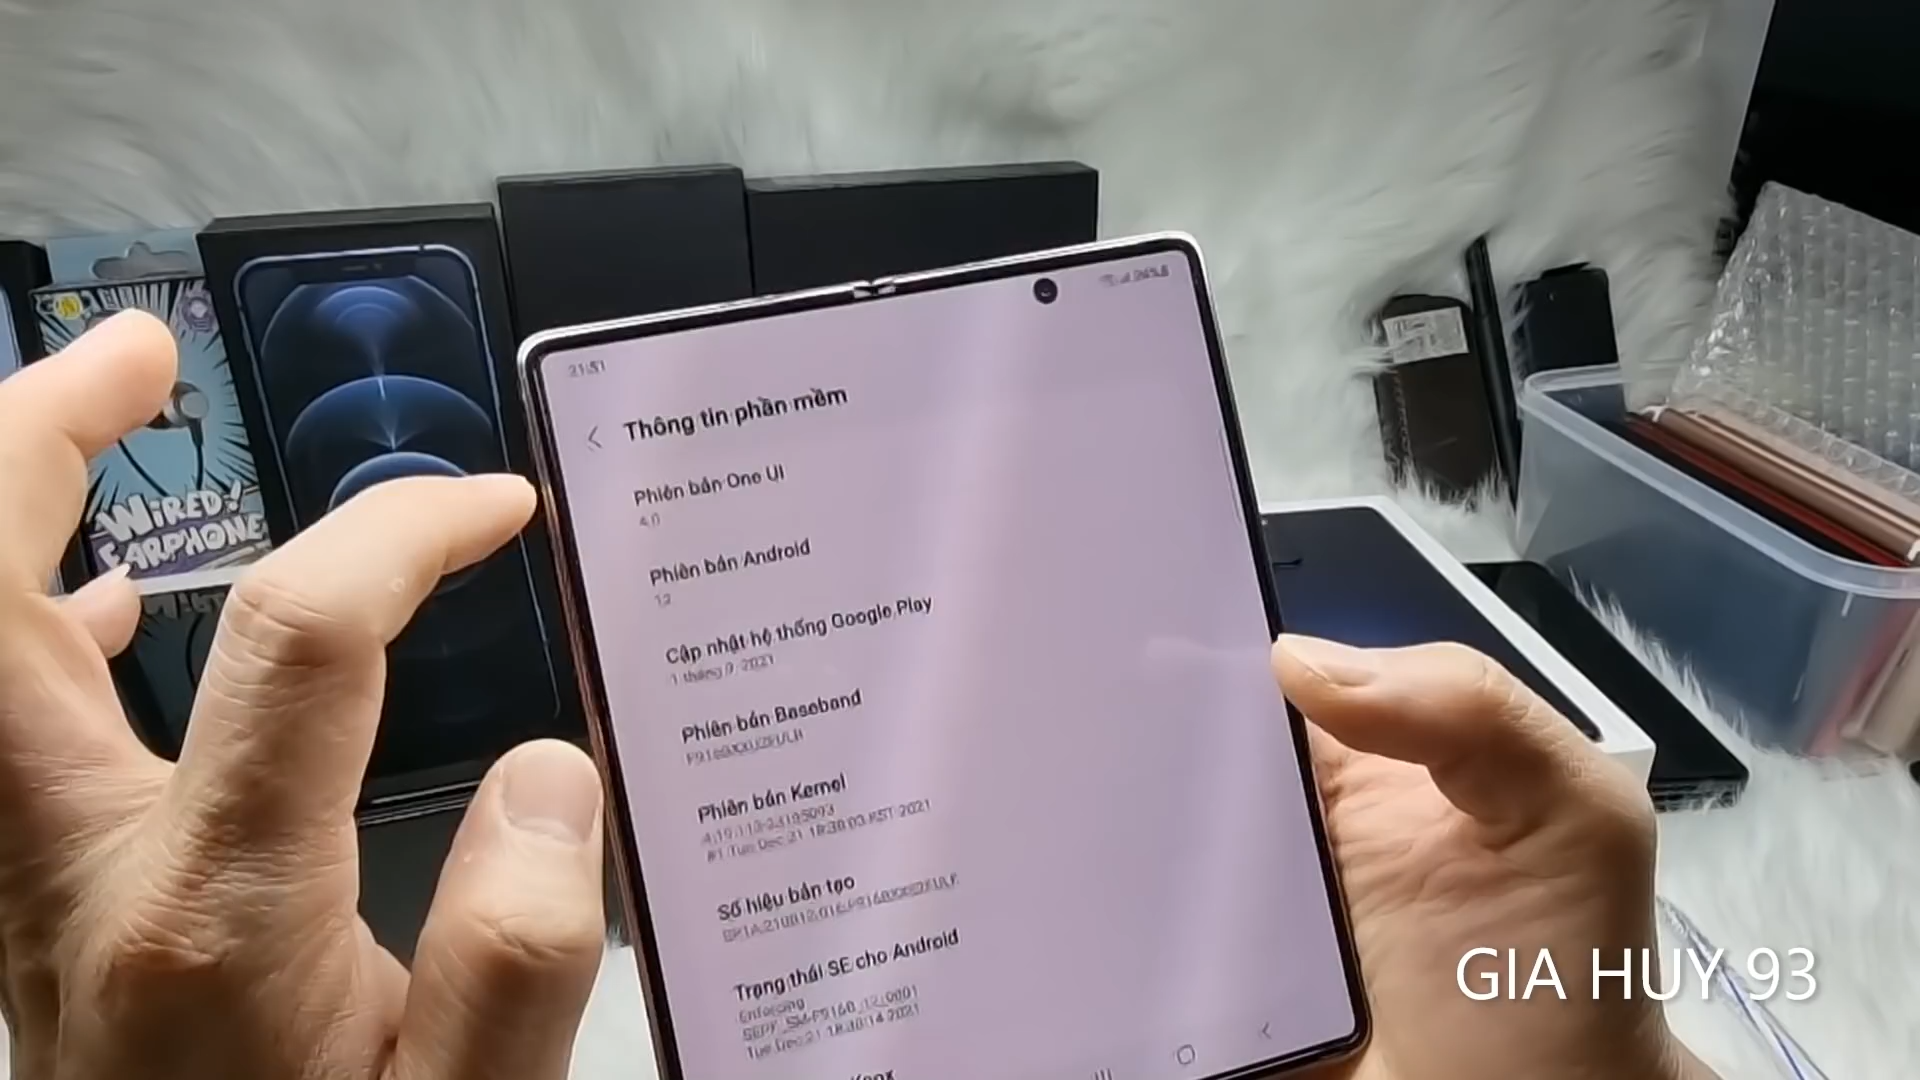 WiRED!
EARPHONE
21:51
Thông tin phần mềm
Phiên bản One UI
4.0
Phiên bản Android
12
Cập nhật hệ thống Google Play
1 tháng 9, 2021
Phiên bản Baseband
Phiên bản Kernel
#1 Tue Dec 21 18:30:03 KST 2021
Số hiệu bản tạo
Trạng thái SE cho Android
Enforcing
Tue Dec 21 18:30:14 2021
Knox
GIA HUY 93